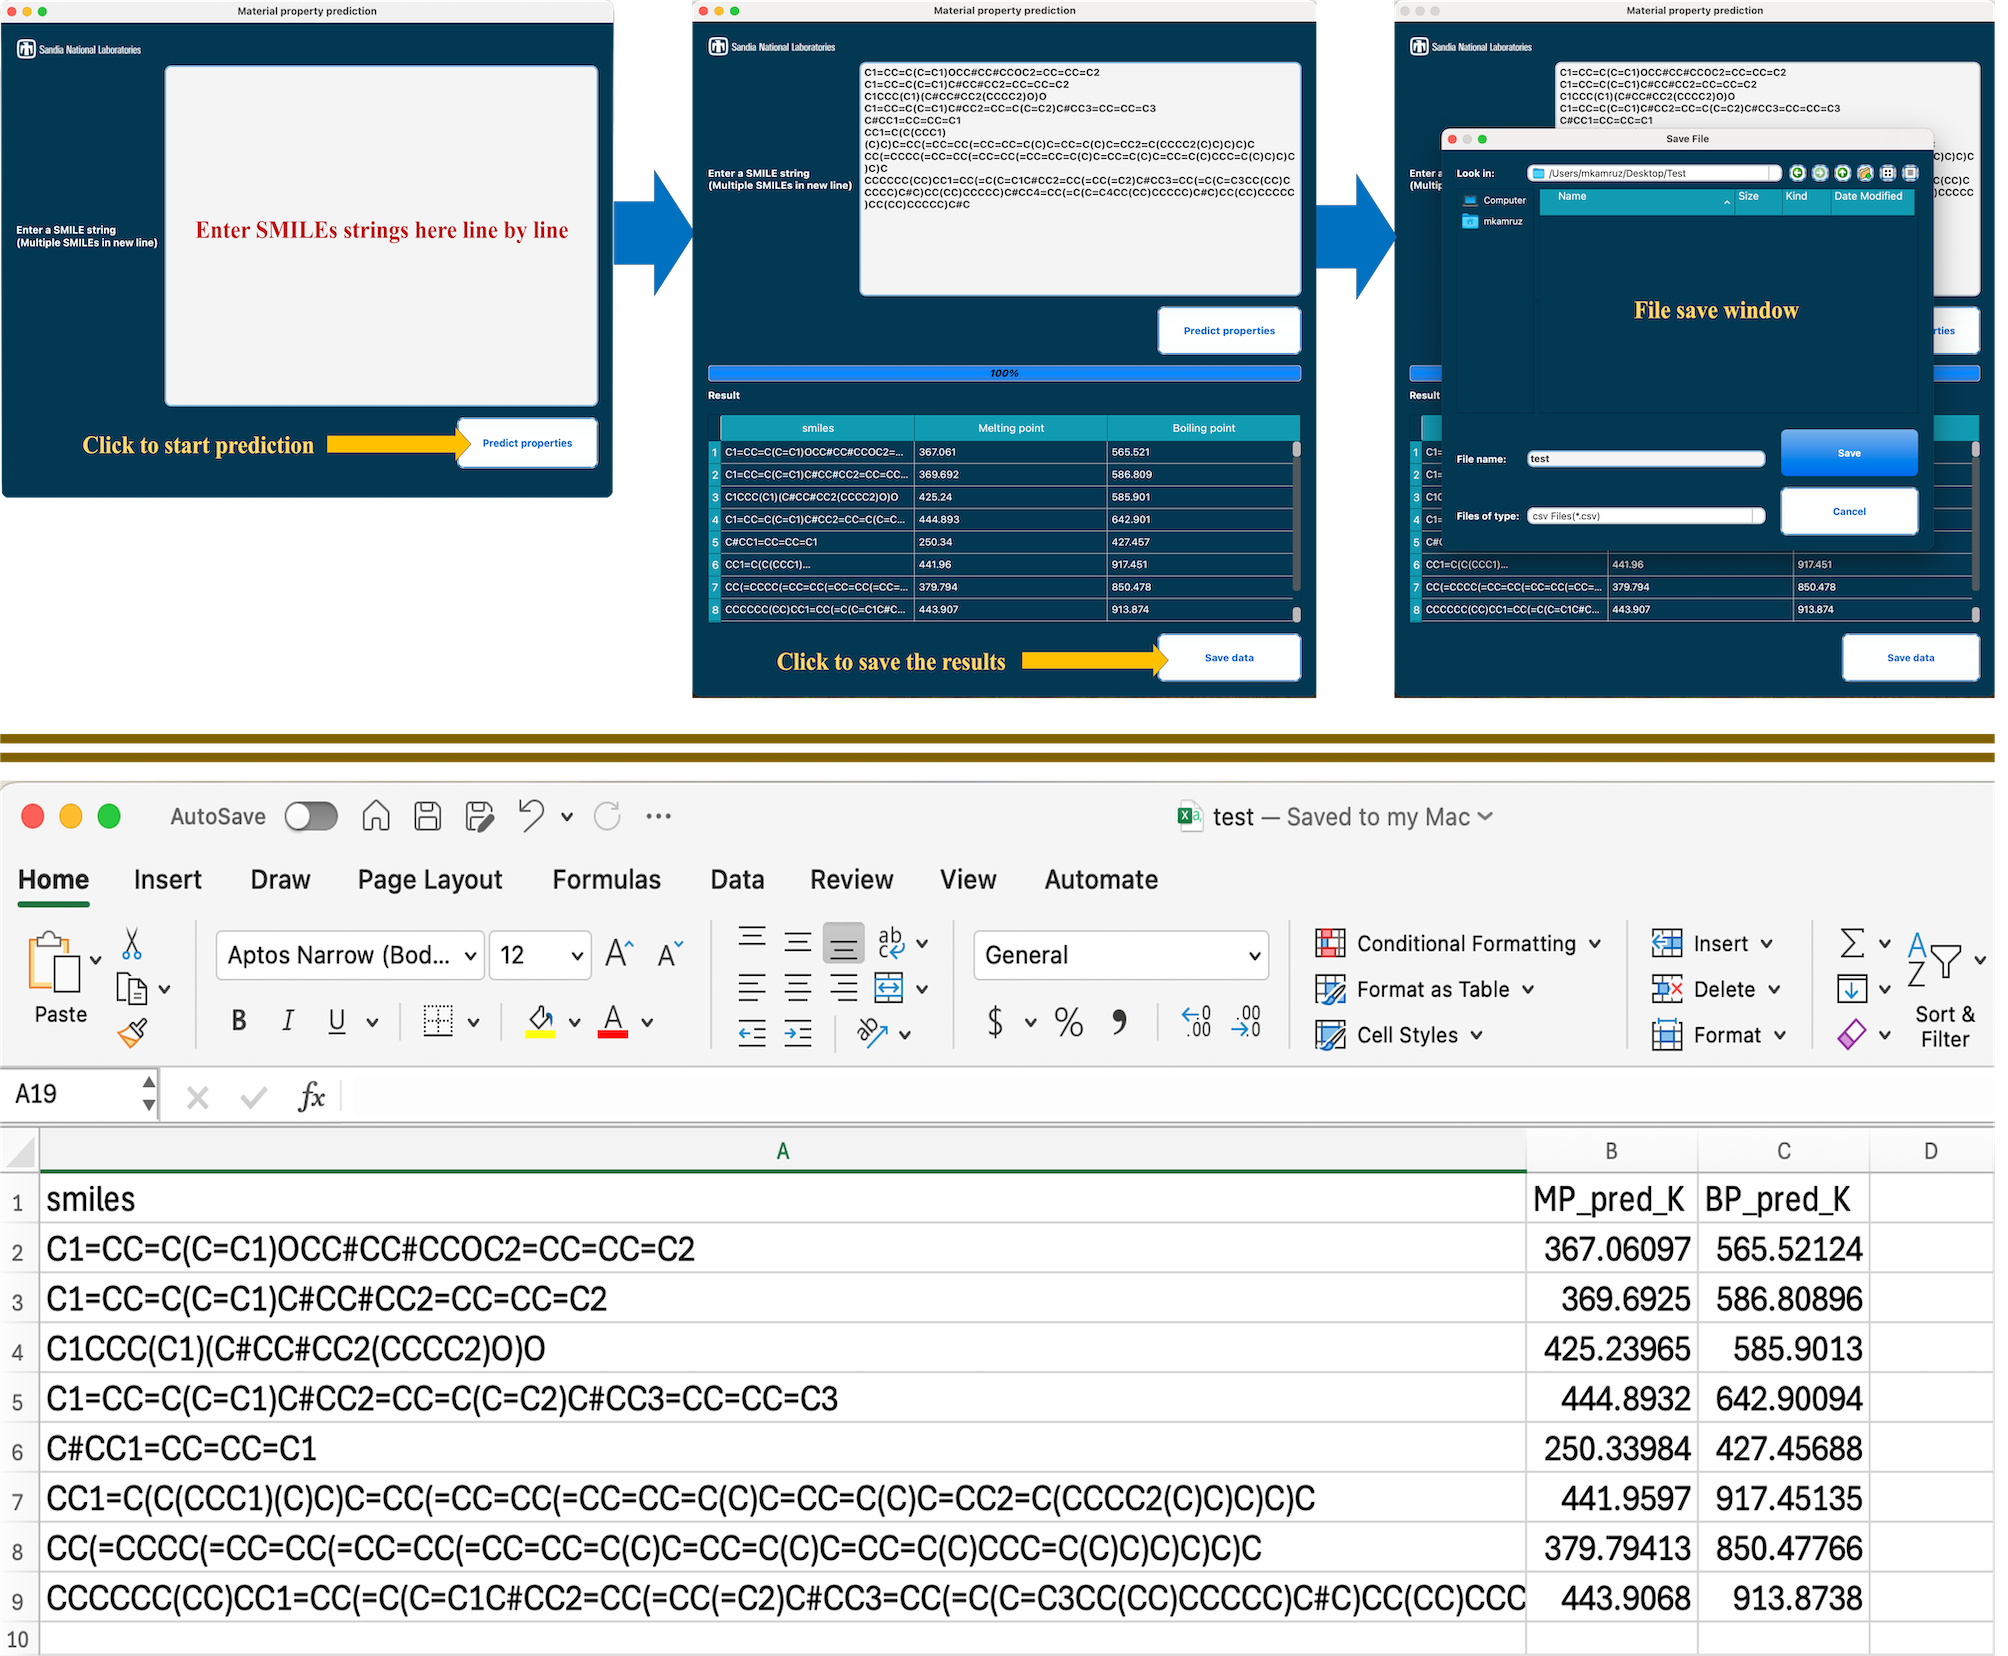 Material property prediction
Sandia National Laboratories
Enter a SMILE string
(Multiple SMILEs in new line)
Enter SMILEs strings here line by line
Click to start prediction
Predict properties
Material property prediction
Sandia National Laboratories
Enter a SMILE string
(Multiple SMILEs in new line)
C1=CC=C(C=C1)OCC#CC#CCOC2=CC=CC=C2
C1=CC=C(C=C1)C#CC#CC2=CC=CC=C2
C1CCC(C1)(C#CC#CC2(CCCC2)O)O
C1=CC=C(C=C1)C#CC2=CC=C(C=C2)C#CC3=CC=CC=C3
C#CC1=CC=CC=C1
CC1=C(C(CCC1)
(C)C)C=CC(=CC=CC(=CC=CC=C(C)C=CC=C(C)C=CC2=C(CCCC2(C)C)C)C)C
CC(=CCCC(=CC=CC(=CC=CC(=CC=CC=C(C)C=CC=C(C)C=CC=C(C)CCC=C(C)C)C)C
)C)C
CCCCCC(CC)CC1=CC(=C(C=C1C#CC2=CC(=CC(=C2)C#CC3=CC(=C(C=C3CC(CC)C
CCCC)C#C)CC(CC)CCCCC)C#CC4=CC(=C(C=C4CC(CC)CCCCC)C#C)CC(CC)CCCCC
)CC(CC)CCCCC)C#C
Predict properties
100%
Result
smiles Melting point Boiling point
1 C1=CC=C(C=C1)OCC#CC#CCOC2=... 367.061 565.521
2 C1=CC=C(C=C1)C#CC#CC2=CC=CC... 369.692 586.809
3 C1CCC(C1)(C#CC#CC2(CCCC2)O)O 425.24 585.901
4 C1=CC=C(C=C1)C#CC2=CC=C(C=C... 444.893 642.901
5 C#CC1=CC=CC=C1 250.34 427.457
6 CC1=C(C(CCC1)... 441.96 917.451
7 CC(=CCCC(=CC=CC(=CC=CC(=CC=... 379.794 850.478
8 CCCCCC(CC)CC1=CC(=C(C=C1C#C... 443.907 913.874
Click to save the results
Save data
Material property prediction
Sandia National Laboratories
C1=CC=C(C=C1)OCC#CC#CCOC2=CC=CC=C2
C1=CC=C(C=C1)C#CC#CC2=CC=CC=C2
C1CCC(C1)(C#CC#CC2(CCCC2)O)O
C1=CC=C(C=C1)C#CC2=CC=C(C=C2)C#CC3=CC=CC=C3
C#CC1=CC=CC=C1
Enter a
(Multip
Save File
Look in: /Users/mkamruz/Desktop/Test
Computer
mkamruz
Name Size Kind Date Modified
File save window
File name: test
Save
Files of type: csv Files(*.csv)
Cancel
rties
Result
1 C1=
2 C1=
3 C1C
4 C1=
5 C#C
6 CC1=C(C(CCC1)... 441.96 917.451
7 CC(=CCCC(=CC=CC(=CC=CC(=CC=... 379.794 850.478
8 CCCCCC(CC)CC1=CC(=C(C=C1C#C... 443.907 913.874
Save data
AutoSave
test — Saved to my Mac
Home Insert Draw Page Layout Formulas Data Review View Automate
Paste
Aptos Narrow (Bod... 12
B I U
General
$ %
Conditional Formatting
Format as Table
Cell Styles
Insert
Delete
Format
Sort &
Filter
A19 fx
A B C D
1 smiles MP_pred_K BP_pred_K
2 C1=CC=C(C=C1)OCC#CC#CCOC2=CC=CC=C2 367.06097 565.52124
3 C1=CC=C(C=C1)C#CC#CC2=CC=CC=C2 369.6925 586.80896
4 C1CCC(C1)(C#CC#CC2(CCCC2)O)O 425.23965 585.9013
5 C1=CC=C(C=C1)C#CC2=CC=C(C=C2)C#CC3=CC=CC=C3 444.8932 642.90094
6 C#CC1=CC=CC=C1 250.33984 427.45688
7 CC1=C(C(CCC1)(C)C)C=CC(=CC=CC(=CC=CC=C(C)C=CC=C(C)C=CC2=C(CCCC2(C)C)C)C)C 441.9597 917.45135
8 CC(=CCCC(=CC=CC(=CC=CC(=CC=CC=C(C)C=CC=C(C)C=CC=C(C)CCC=C(C)C)C)C)C)C 379.79413 850.47766
9 CCCCCC(CC)CC1=CC(=C(C=C1C#CC2=CC(=CC(=C2)C#CC3=CC(=C(C=C3CC(CC)CCCCC)C#C)CC(CC)CCC 443.9068 913.8738
10